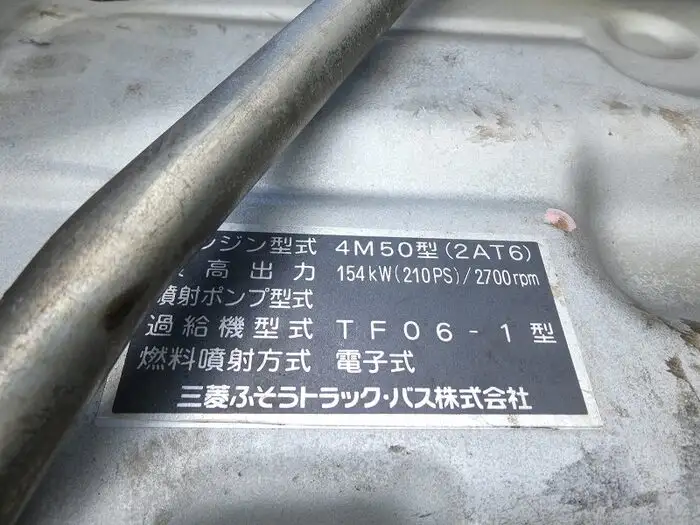 ンジン型式 4M50型(2AT6)
高出力 154kW(210PS)/2700rpm
噴射ポンプ型式
過給機型式 TF06-1型
燃料噴射方式 電子式
三菱ふそうトラック・バス株式会社